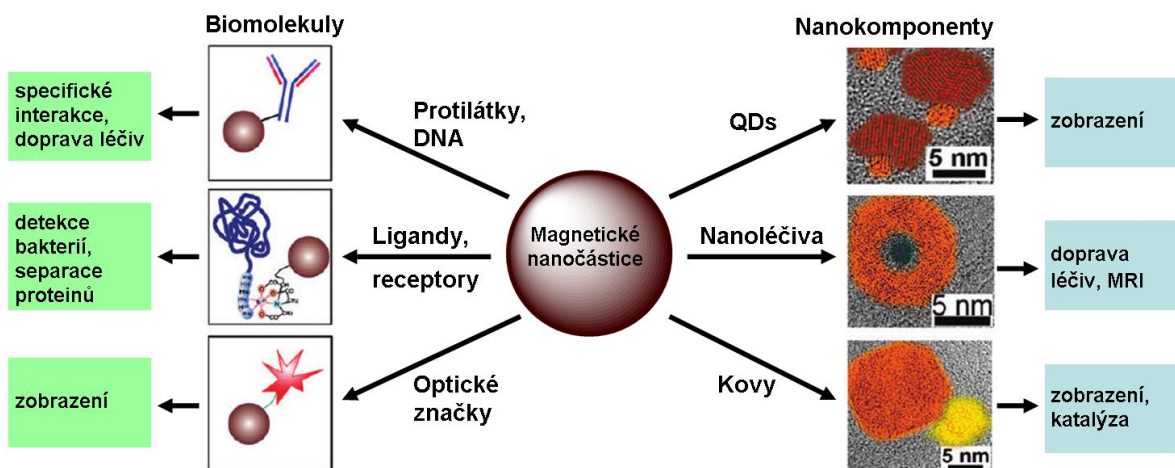 Biomolekuly
Nanokomponenty
specifické
interakce,
doprava léčiv
Protilátky,
DNA
QDs
5 nm
zobrazení
detekce
bakterií,
separace
proteinů
Ligandy,
receptory
Magnetické
nanočástice
Nanoléčiva
5 nm
doprava
léčiv, MRI
zobrazení
Optické
značky
Kovy
5 nm
zobrazení,
katalýza